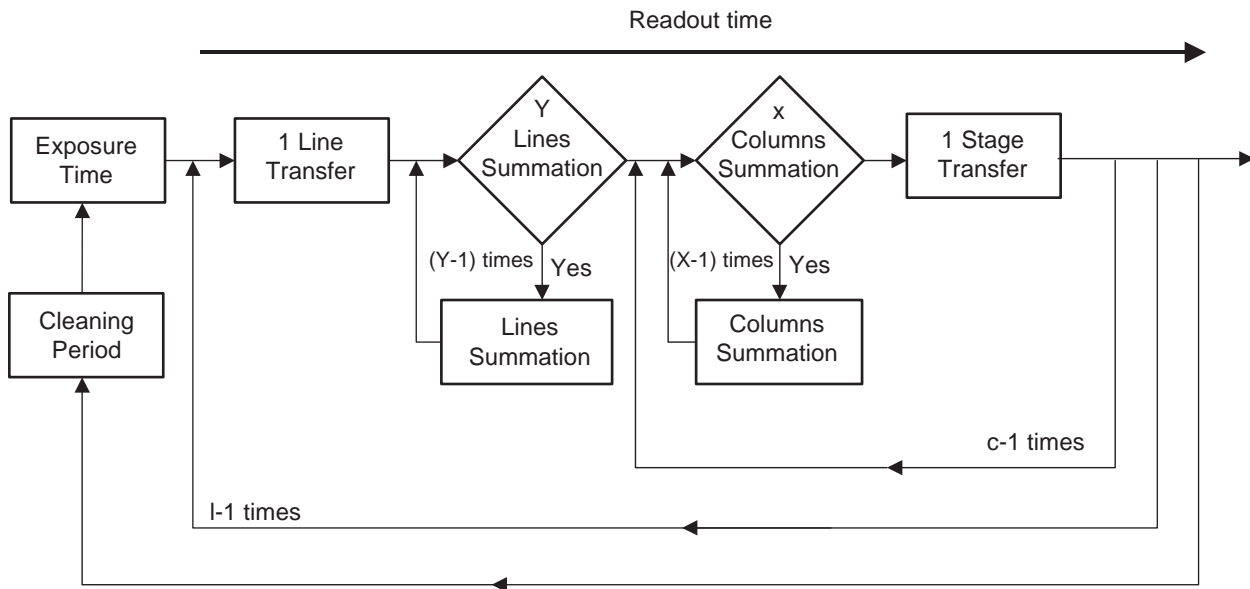 Readout time
Exposure
Time
1 Line
Transfer
Y
Lines
Summation
x
Columns
Summation
1 Stage
Transfer
(Y-1) times
Yes
(X-1) times
Yes
Cleaning
Period
Lines
Summation
Columns
Summation
c-1 times
l-1 times